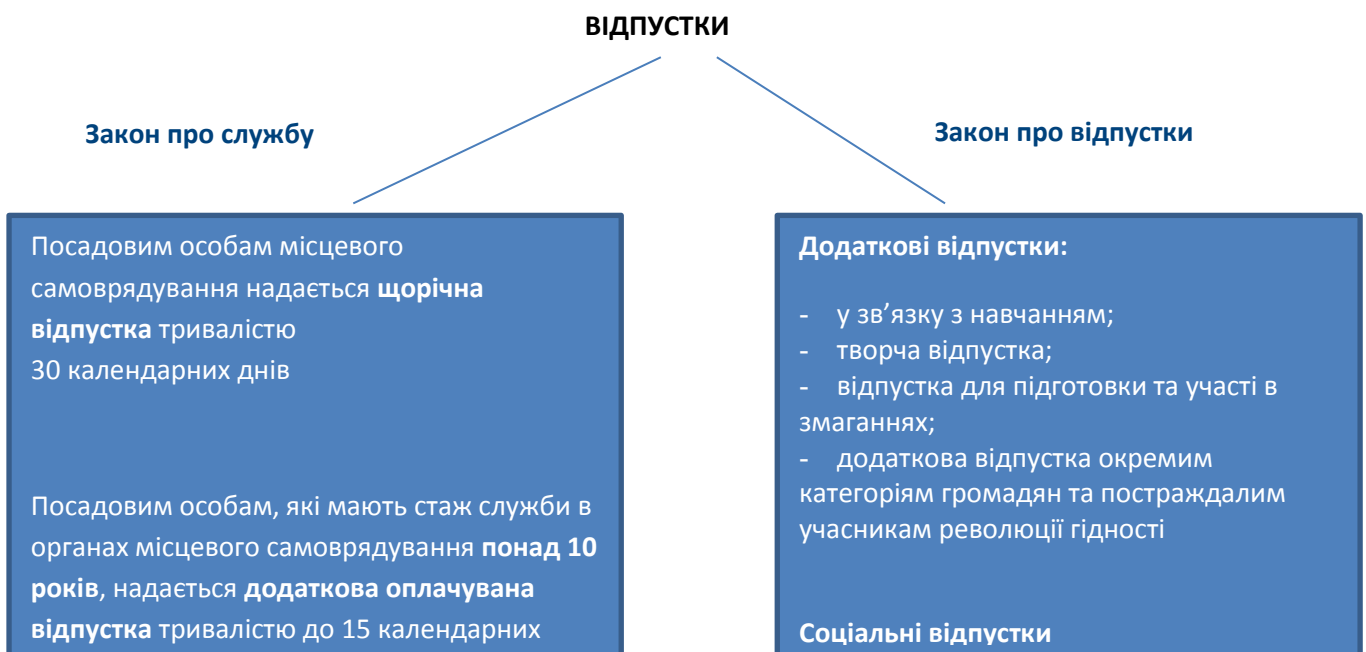 ВІДПУСТКИ
Закон про службу
Закон про відпустки
Посадовим особам місцевого
самоврядування надається щорічна
відпустка тривалістю
30 календарних днів
Посадовим особам, які мають стаж служби в
органах місцевого самоврядування понад 10
років, надається додаткова оплачувана
відпустка тривалістю до 15 календарних
Додаткові відпустки:
- у зв’язку з навчанням;
- творча відпустка;
- відпустка для підготовки та участі в
змаганнях;
- додаткова відпустка окремим
категоріям громадян та постраждалим
учасникам революції гідності
Соціальні відпустки